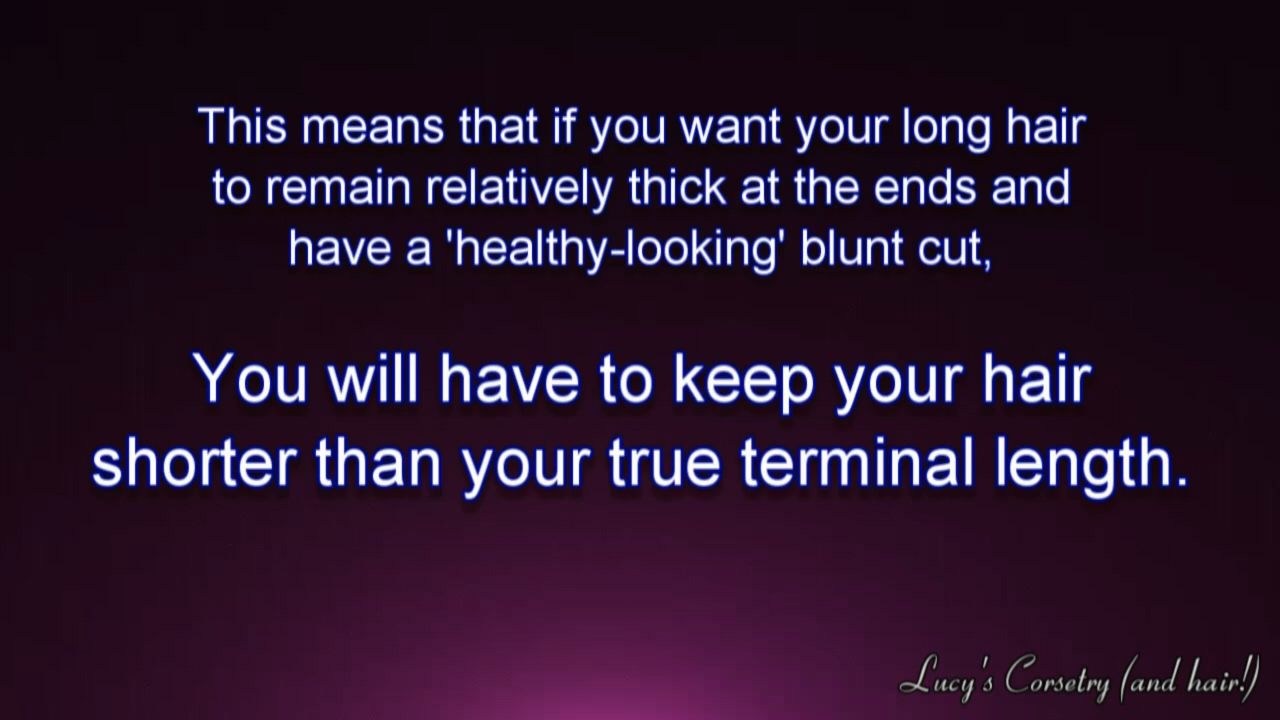 This means that if you want your long hair
to remain relatively thick at the ends and
have a 'healthy-looking' blunt cut,
You will have to keep your hair
shorter than your true terminal length.
Lucy's Corsetry (and hair!)